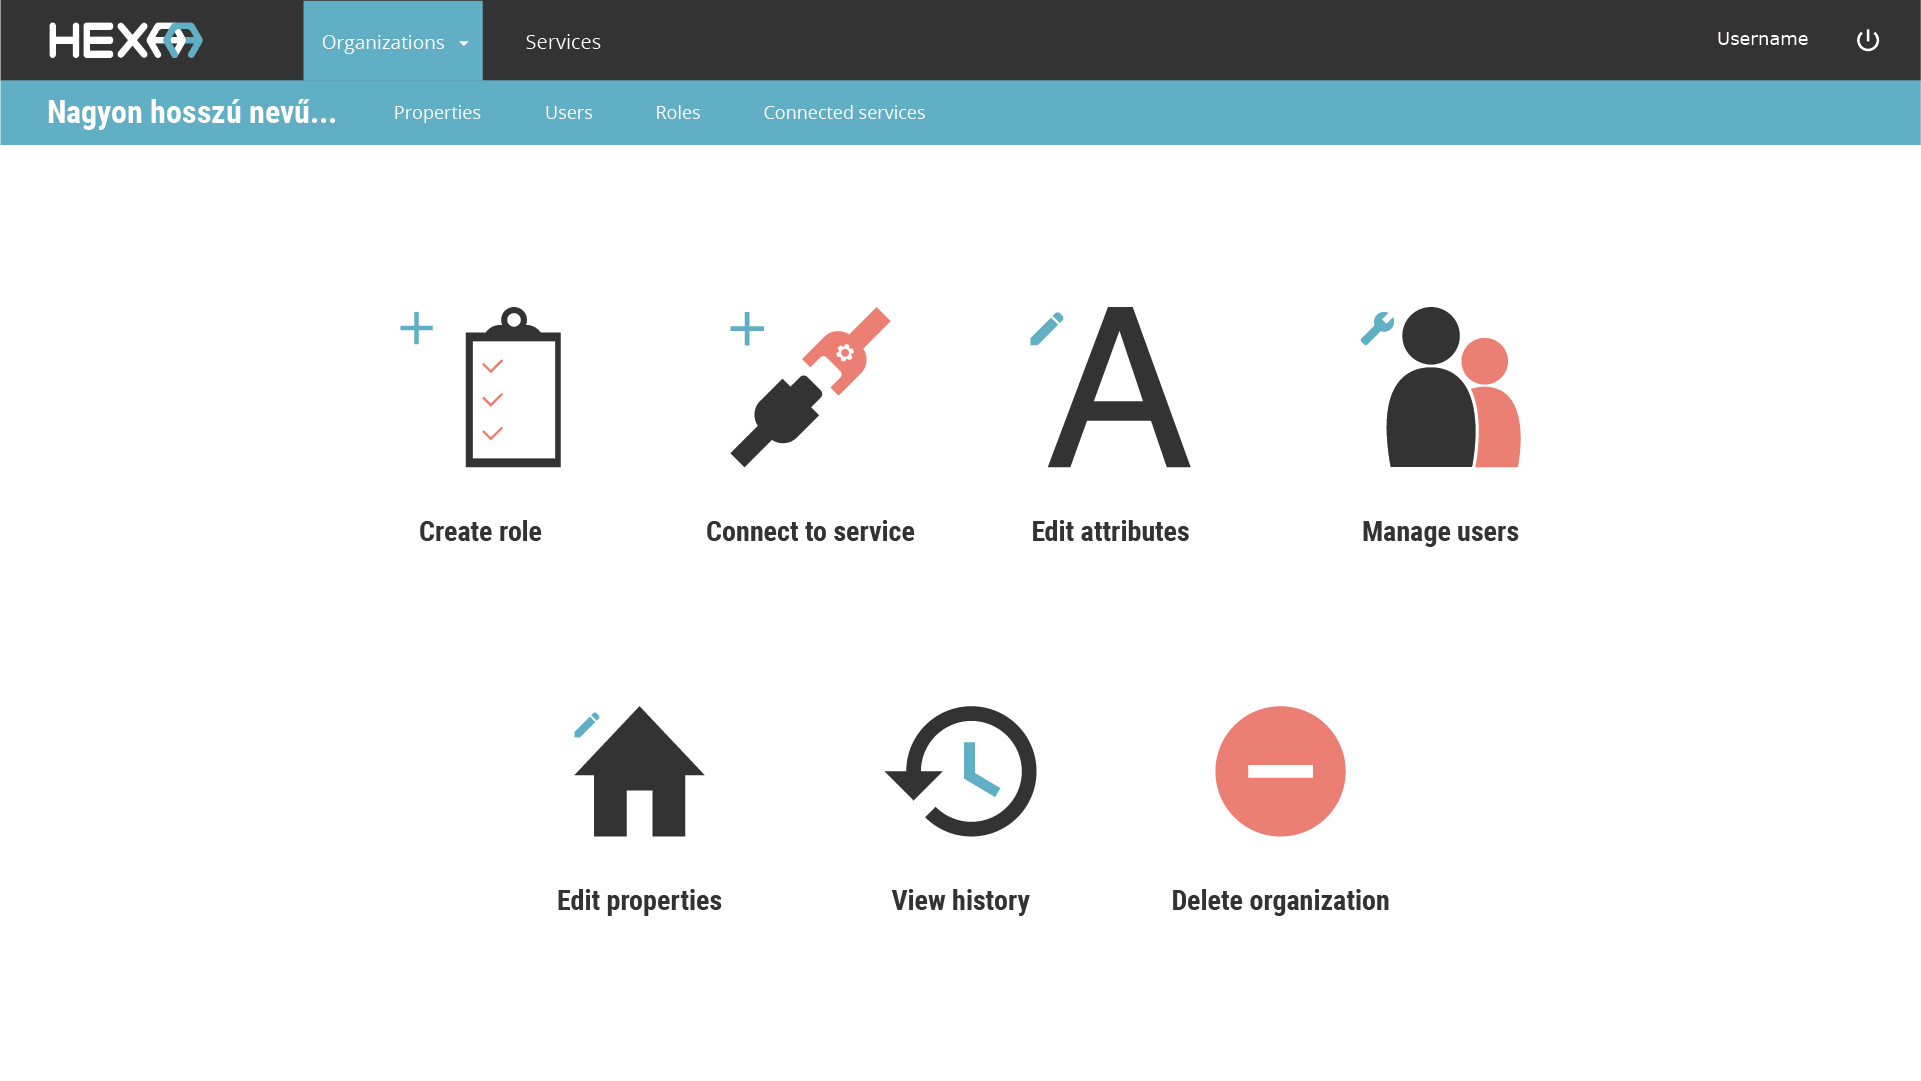 HEXAA
Organizations
Services
Username
Nagyon hosszú nevű...
Properties
Users
Roles
Connected services
Create role
Connect to service
A
Edit attributes
Manage users
Edit properties
View history
Delete organization